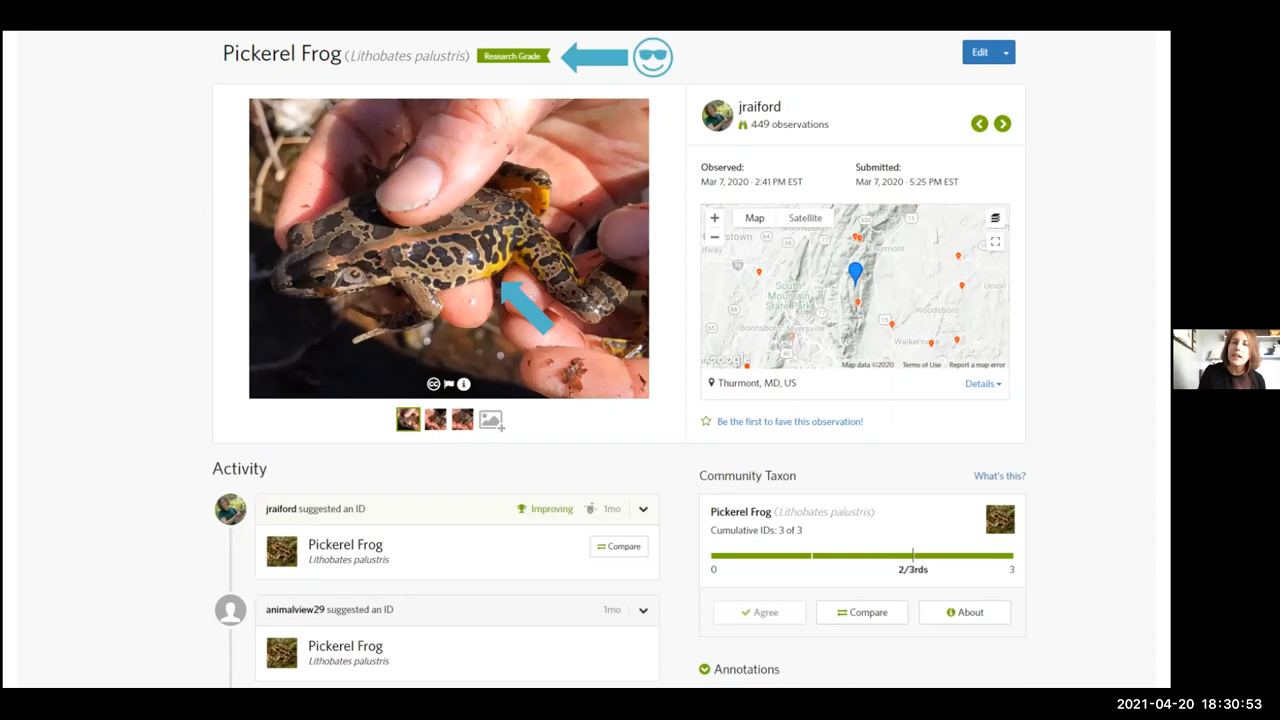 Pickerel Frog (Lithobates palustris) Research Grade
Edit
jraiford
449 observations
Observed:
Mar 7, 2020 · 2:41 PM EST
Submitted:
Mar 7, 2020 · 5:25 PM EST
Map Satellite
Thurmont
South
Mountain
State Park
Boonsboro
Myersville
Woodsboro
Walkersville
Union
Google
Map data ©2020 Terms of Use Report a map error
Thurmont, MD, US
Details
Be the first to fave this observation!
Activity
jraiford suggested an ID
Improving
1mo
Pickerel Frog
Lithobates palustris
Compare
animalview29 suggested an ID
1mo
Pickerel Frog
Lithobates palustris
Community Taxon
What's this?
Pickerel Frog (Lithobates palustris)
Cumulative IDs: 3 of 3
0
2/3rds
3
Agree
Compare
About
Annotations
2021-04-20 18:30:53